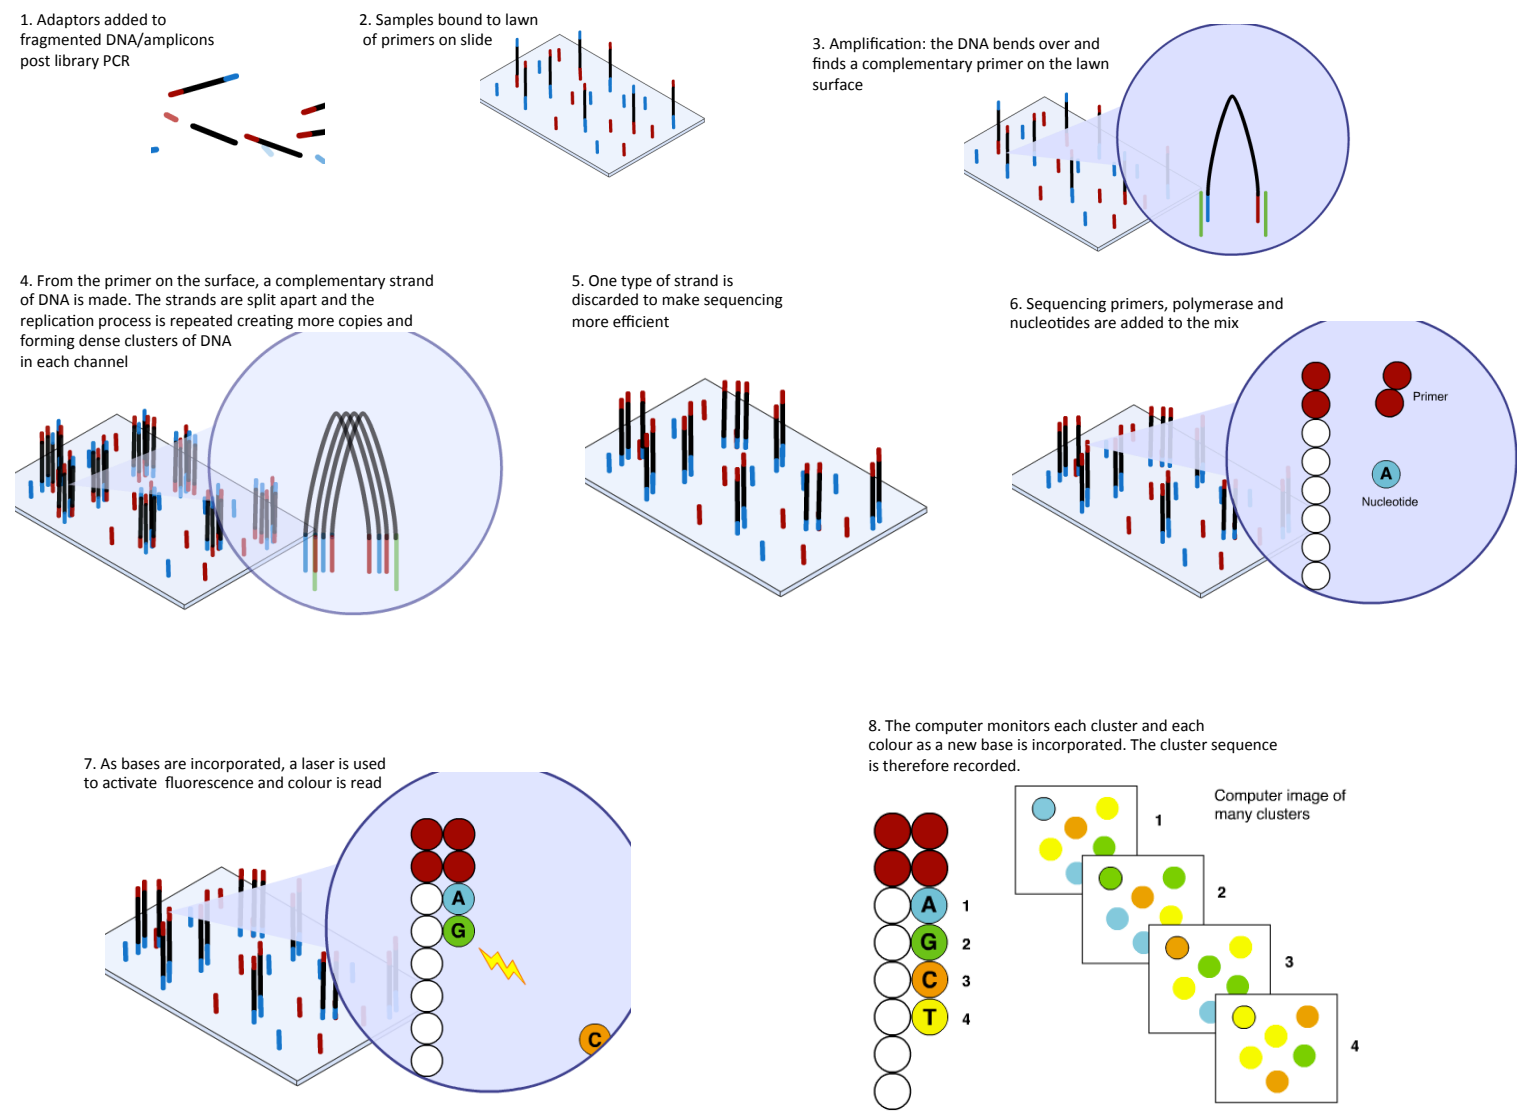 1. Adaptors added to
fragmented DNA/amplicons
post library PCR
2. Samples bound to lawn
of primers on slide
3. Amplification: the DNA bends over and
finds a complementary primer on the lawn
surface
4. From the primer on the surface, a complementary strand
of DNA is made. The strands are split apart and the
replication process is repeated creating more copies and
forming dense clusters of DNA
in each channel
5. One type of strand is
discarded to make sequencing
more efficient
6. Sequencing primers, polymerase and
nucleotides are added to the mix
Primer
A
Nucleotide
7. As bases are incorporated, a laser is used
to activate fluorescence and colour is read
A
G
C
8. The computer monitors each cluster and each
colour as a new base is incorporated. The cluster sequence
is therefore recorded.
A 1
G 2
C 3
T 4
Computer image of
many clusters
1
2
3
4